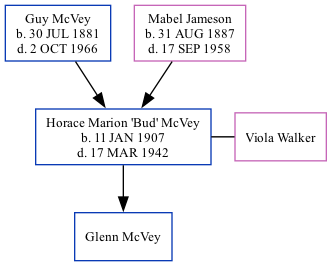 Guy McVey
b. 30 JUL 1881
d. 2 OCT 1966
Mabel Jameson
b. 31 AUG 1887
d. 17 SEP 1958
Horace Marion 'Bud' McVey
b. 11 JAN 1907
d. 17 MAR 1942
Viola Walker
Glenn McVey